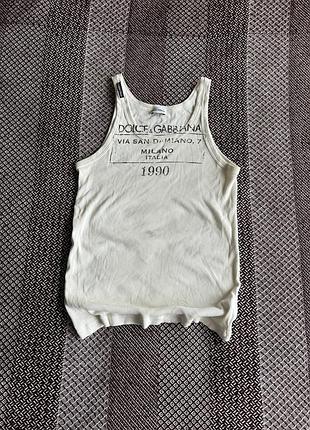 DOLCE & GABBANA
VIA SAN DAMIANO, 7
MILANO
ITALIA
1990